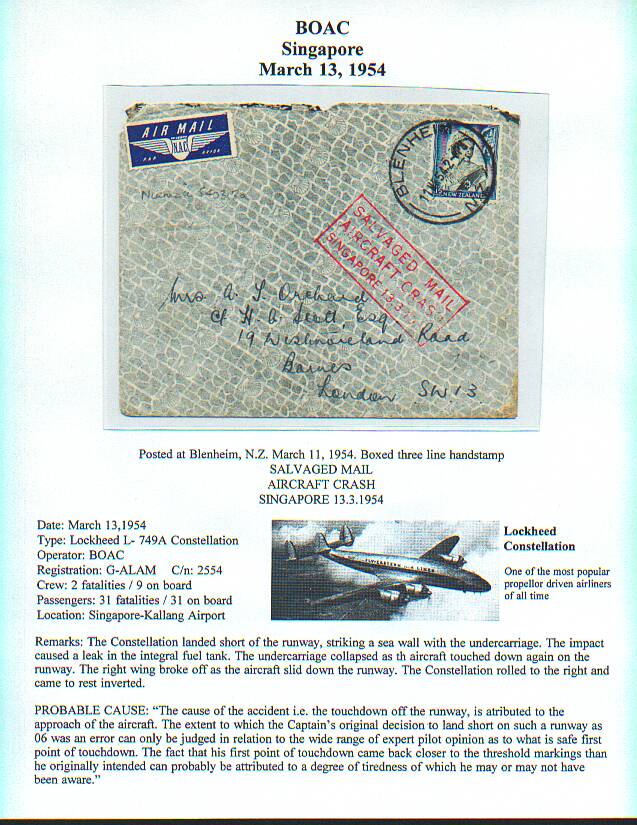 BOAC
Singapore
March 13, 1954
AIR MAIL
N.A.C.
PAR AVION
BLENHEIM
N.Z.
NEW ZEALAND
SALVAGED MAIL
AIRCRAFT CRASH
SINGAPORE 13.3
Mrs A. L. Orchard
c/ H. A. Scott, Esq
19 Westmoreland Road
Barnes
London SW.13.
Posted at Blenheim, N.Z. March 11, 1954. Boxed three line handstamp
SALVAGED MAIL
AIRCRAFT CRASH
SINGAPORE 13.3.1954
Date: March 13,1954
Type: Lockheed L- 749A Constellation
Operator: BOAC
Registration: G-ALAM C/n: 2554
Crew: 2 fatalities / 9 on board
Passengers: 31 fatalities / 31 on board
Location: Singapore-Kallang Airport
EASTERN AIR LINES
Lockheed
Constellation
One of the most popular
propellor driven airliners
of all time
Remarks: The Constellation landed short of the runway, striking a sea wall with the undercarriage. The impact
caused a leak in the integral fuel tank. The undercarriage collapsed as th aircraft touched down again on the
runway. The right wing broke off as the aircraft slid down the runway. The Constellation rolled to the right and
came to rest inverted.
PROBABLE CAUSE: “The cause of the accident i.e. the touchdown off the runway, is atributed to the
approach of the aircraft. The extent to which the Captain's original decision to land short on such a runway as
06 was an error can only be judged in relation to the wide range of expert pilot opinion as to what is safe first
point of touchdown. The fact that his first point of touchdown came back closer to the threshold markings than
he originally intended can probably be attributed to a degree of tiredness of which he may or may not have
been aware.”